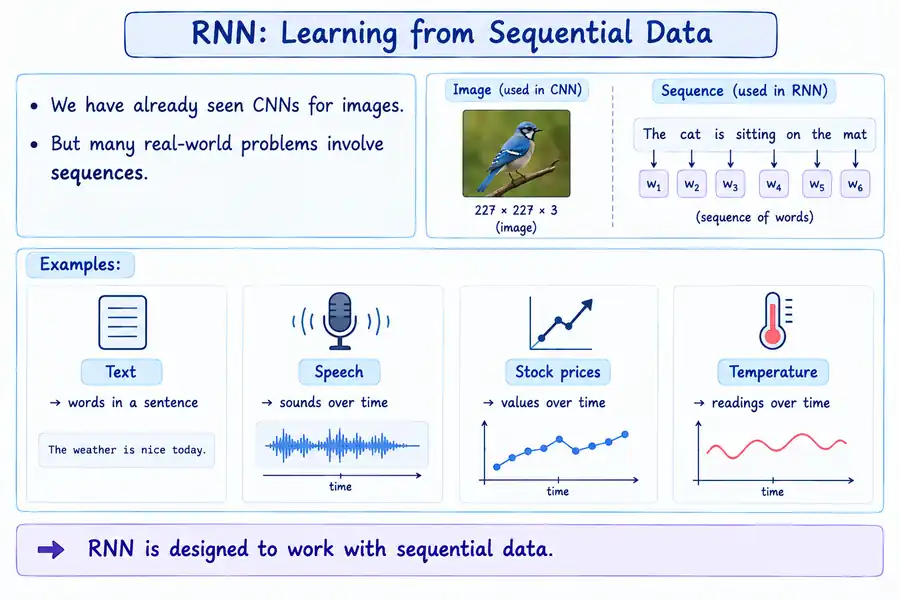 RNN: Learning from Sequential Data
• We have already seen CNNs for images.
• But many real-world problems involve
sequences.
Image (used in CNN)
227 × 227 × 3
(image)
Sequence (used in RNN)
The cat is sitting on the mat
w₁ w₂ w₃ w₄ w₅ w₆
(sequence of words)
Examples:
Text
→ words in a sentence
The weather is nice today.
Speech
→ sounds over time
time
Stock prices
→ values over time
time
Temperature
→ readings over time
time
→ RNN is designed to work with sequential data.